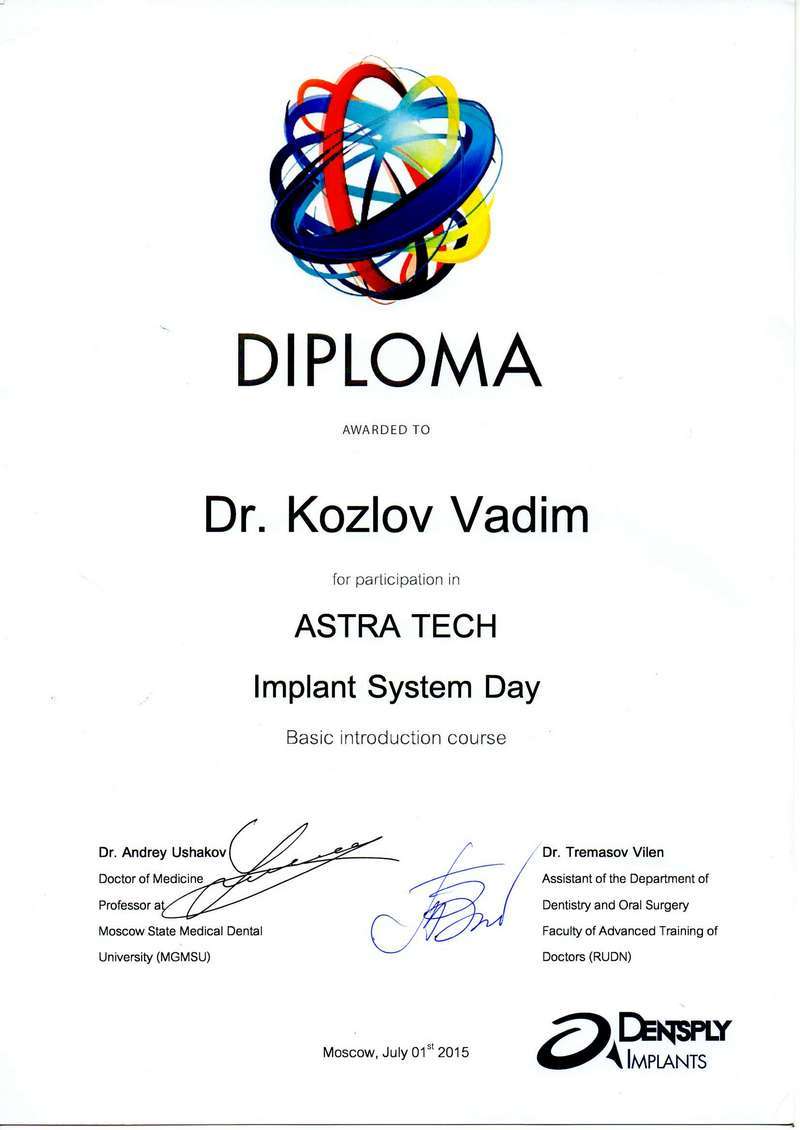 DIPLOMA
AWARDED TO
Dr. Kozlov Vadim
for participation in
ASTRA TECH
Implant System Day
Basic introduction course
Dr. Andrey Ushakov
Doctor of Medicine
Professor at
Moscow State Medical Dental
University (MGMSU)
Dr. Tremasov Vilen
Assistant of the Department of
Dentistry and Oral Surgery
Faculty of Advanced Training of
Doctors (RUDN)
Moscow, July 01st 2015
DENTSPLY
IMPLANTS